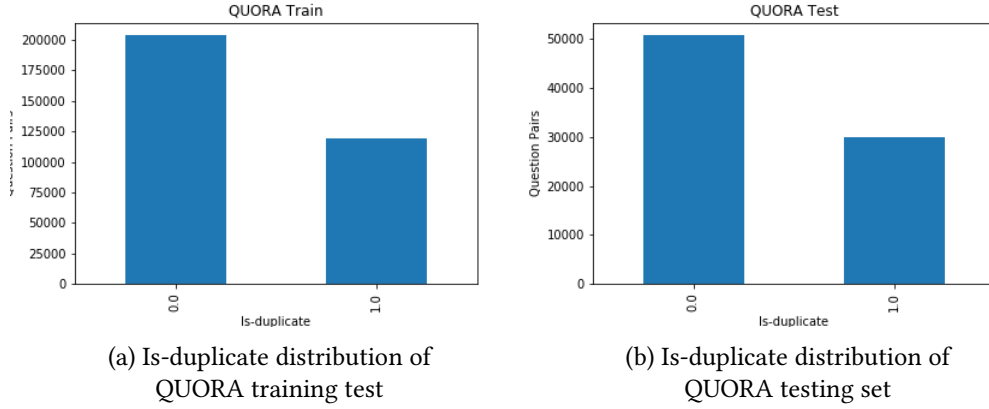 QUORA Train
200000
175000
150000
125000
100000
75000
50000
25000
0
0.0
1.0
Is-duplicate
(a) Is-duplicate distribution of
QUORA training test
QUORA Test
Question Pairs
50000
40000
30000
20000
10000
0
0.0
1.0
Is-duplicate
(b) Is-duplicate distribution of
QUORA testing set